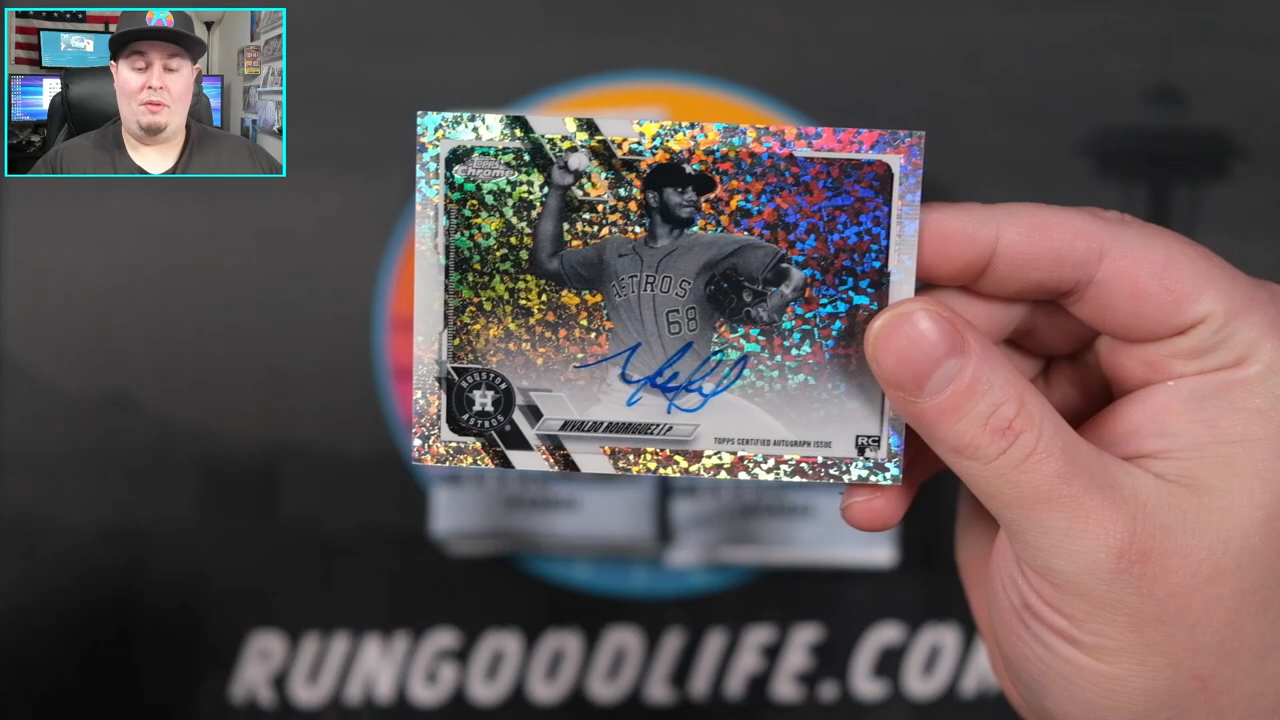 Topps
Chrome
ASTROS
68
HOUSTON
H
ASTROS
NIVALDO RODRIGUEZ / P
TOPPS CERTIFIED AUTOGRAPH ISSUE
RC
RUNGOODLIFE.COM